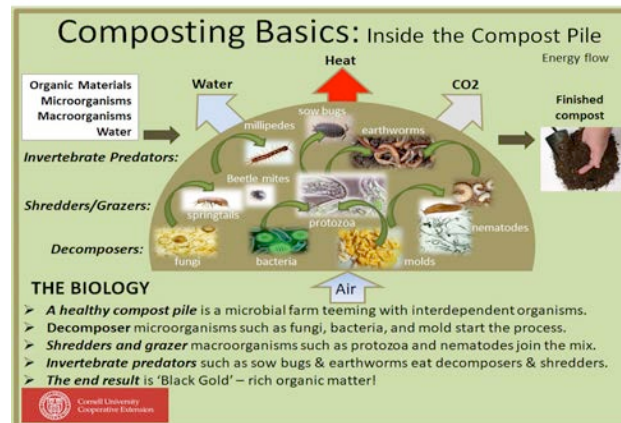 Composting Basics: Inside the Compost Pile
Energy flow
Heat
Water
CO2
Organic Materials
Microorganisms
Macroorganisms
Water
Finished
compost
sow bugs
millipedes
earthworms
Invertebrate Predators:
Beetle mites
Shredders/Grazers:
springtails
protozoa
nematodes
Decomposers:
fungi
bacteria
molds
Air
THE BIOLOGY
➢ A healthy compost pile is a microbial farm teeming with interdependent organisms.
➢ Decomposer microorganisms such as fungi, bacteria, and mold start the process.
➢ Shredders and grazer macroorganisms such as protozoa and nematodes join the mix.
➢ Invertebrate predators such as sow bugs & earthworms eat decomposers & shredders.
➢ The end result is ‘Black Gold’ – rich organic matter!
Cornell University
Cooperative Extension